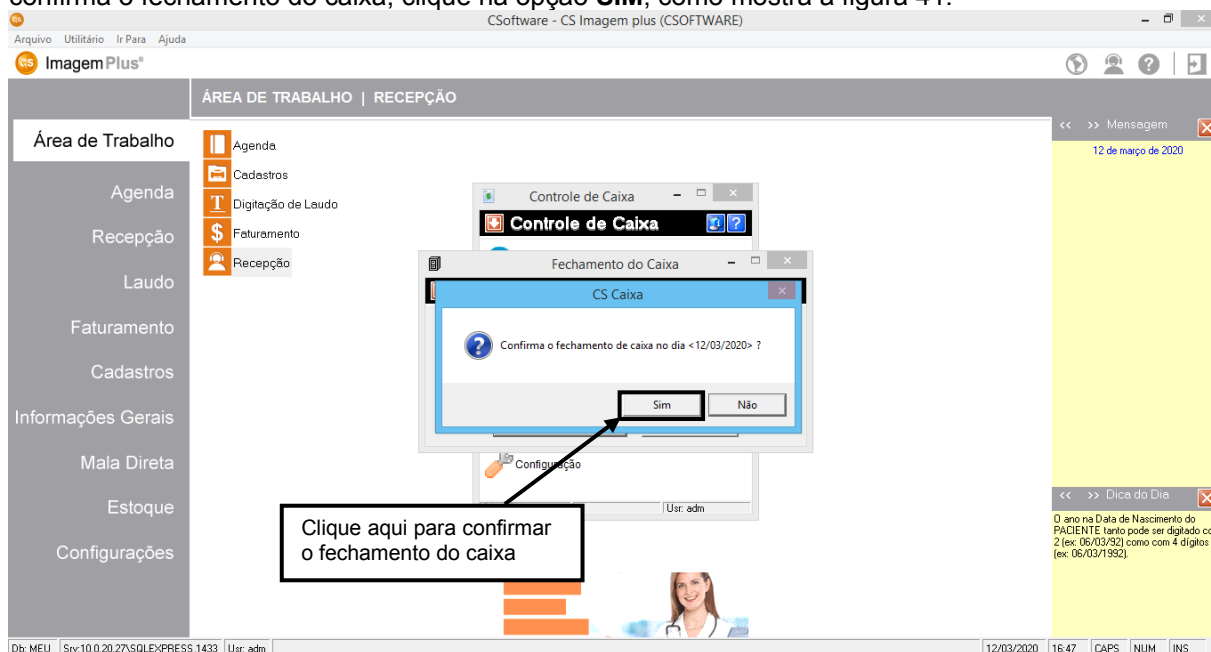 confirma o fechamento do caixa, clique na opção SIM, como mostra a figura 41.
CSoftware - CS Imagem plus (CSOFTWARE)
Arquivo Utilitário Ir Para Ajuda
cs Imagem Plus®
ÁREA DE TRABALHO | RECEPÇÃO
<< >> Mensagem
12 de março de 2020
Área de Trabalho
Agenda
Recepção
Laudo
Faturamento
Cadastros
Informações Gerais
Mala Direta
Estoque
Configurações
Agenda
Cadastros
Digitação de Laudo
Faturamento
Recepção
Controle de Caixa
Controle de Caixa
Fechamento do Caixa
CS Caixa
Confirma o fechamento de caixa no dia <12/03/2020> ?
Sim Não
Configuração
Usr: adm
Clique aqui para confirmar
o fechamento do caixa
<< >> Dica do Dia
O ano na Data de Nascimento do
PACIENTE tanto pode ser digitado co
2 (ex: 06/03/92) como com 4 dígitos
(ex: 06/03/1992).
Db: MEU Srv:10.0.20.27\SQLEXPRESS,1433 Usr: adm 12/03/2020 16:47 CAPS NUM INS